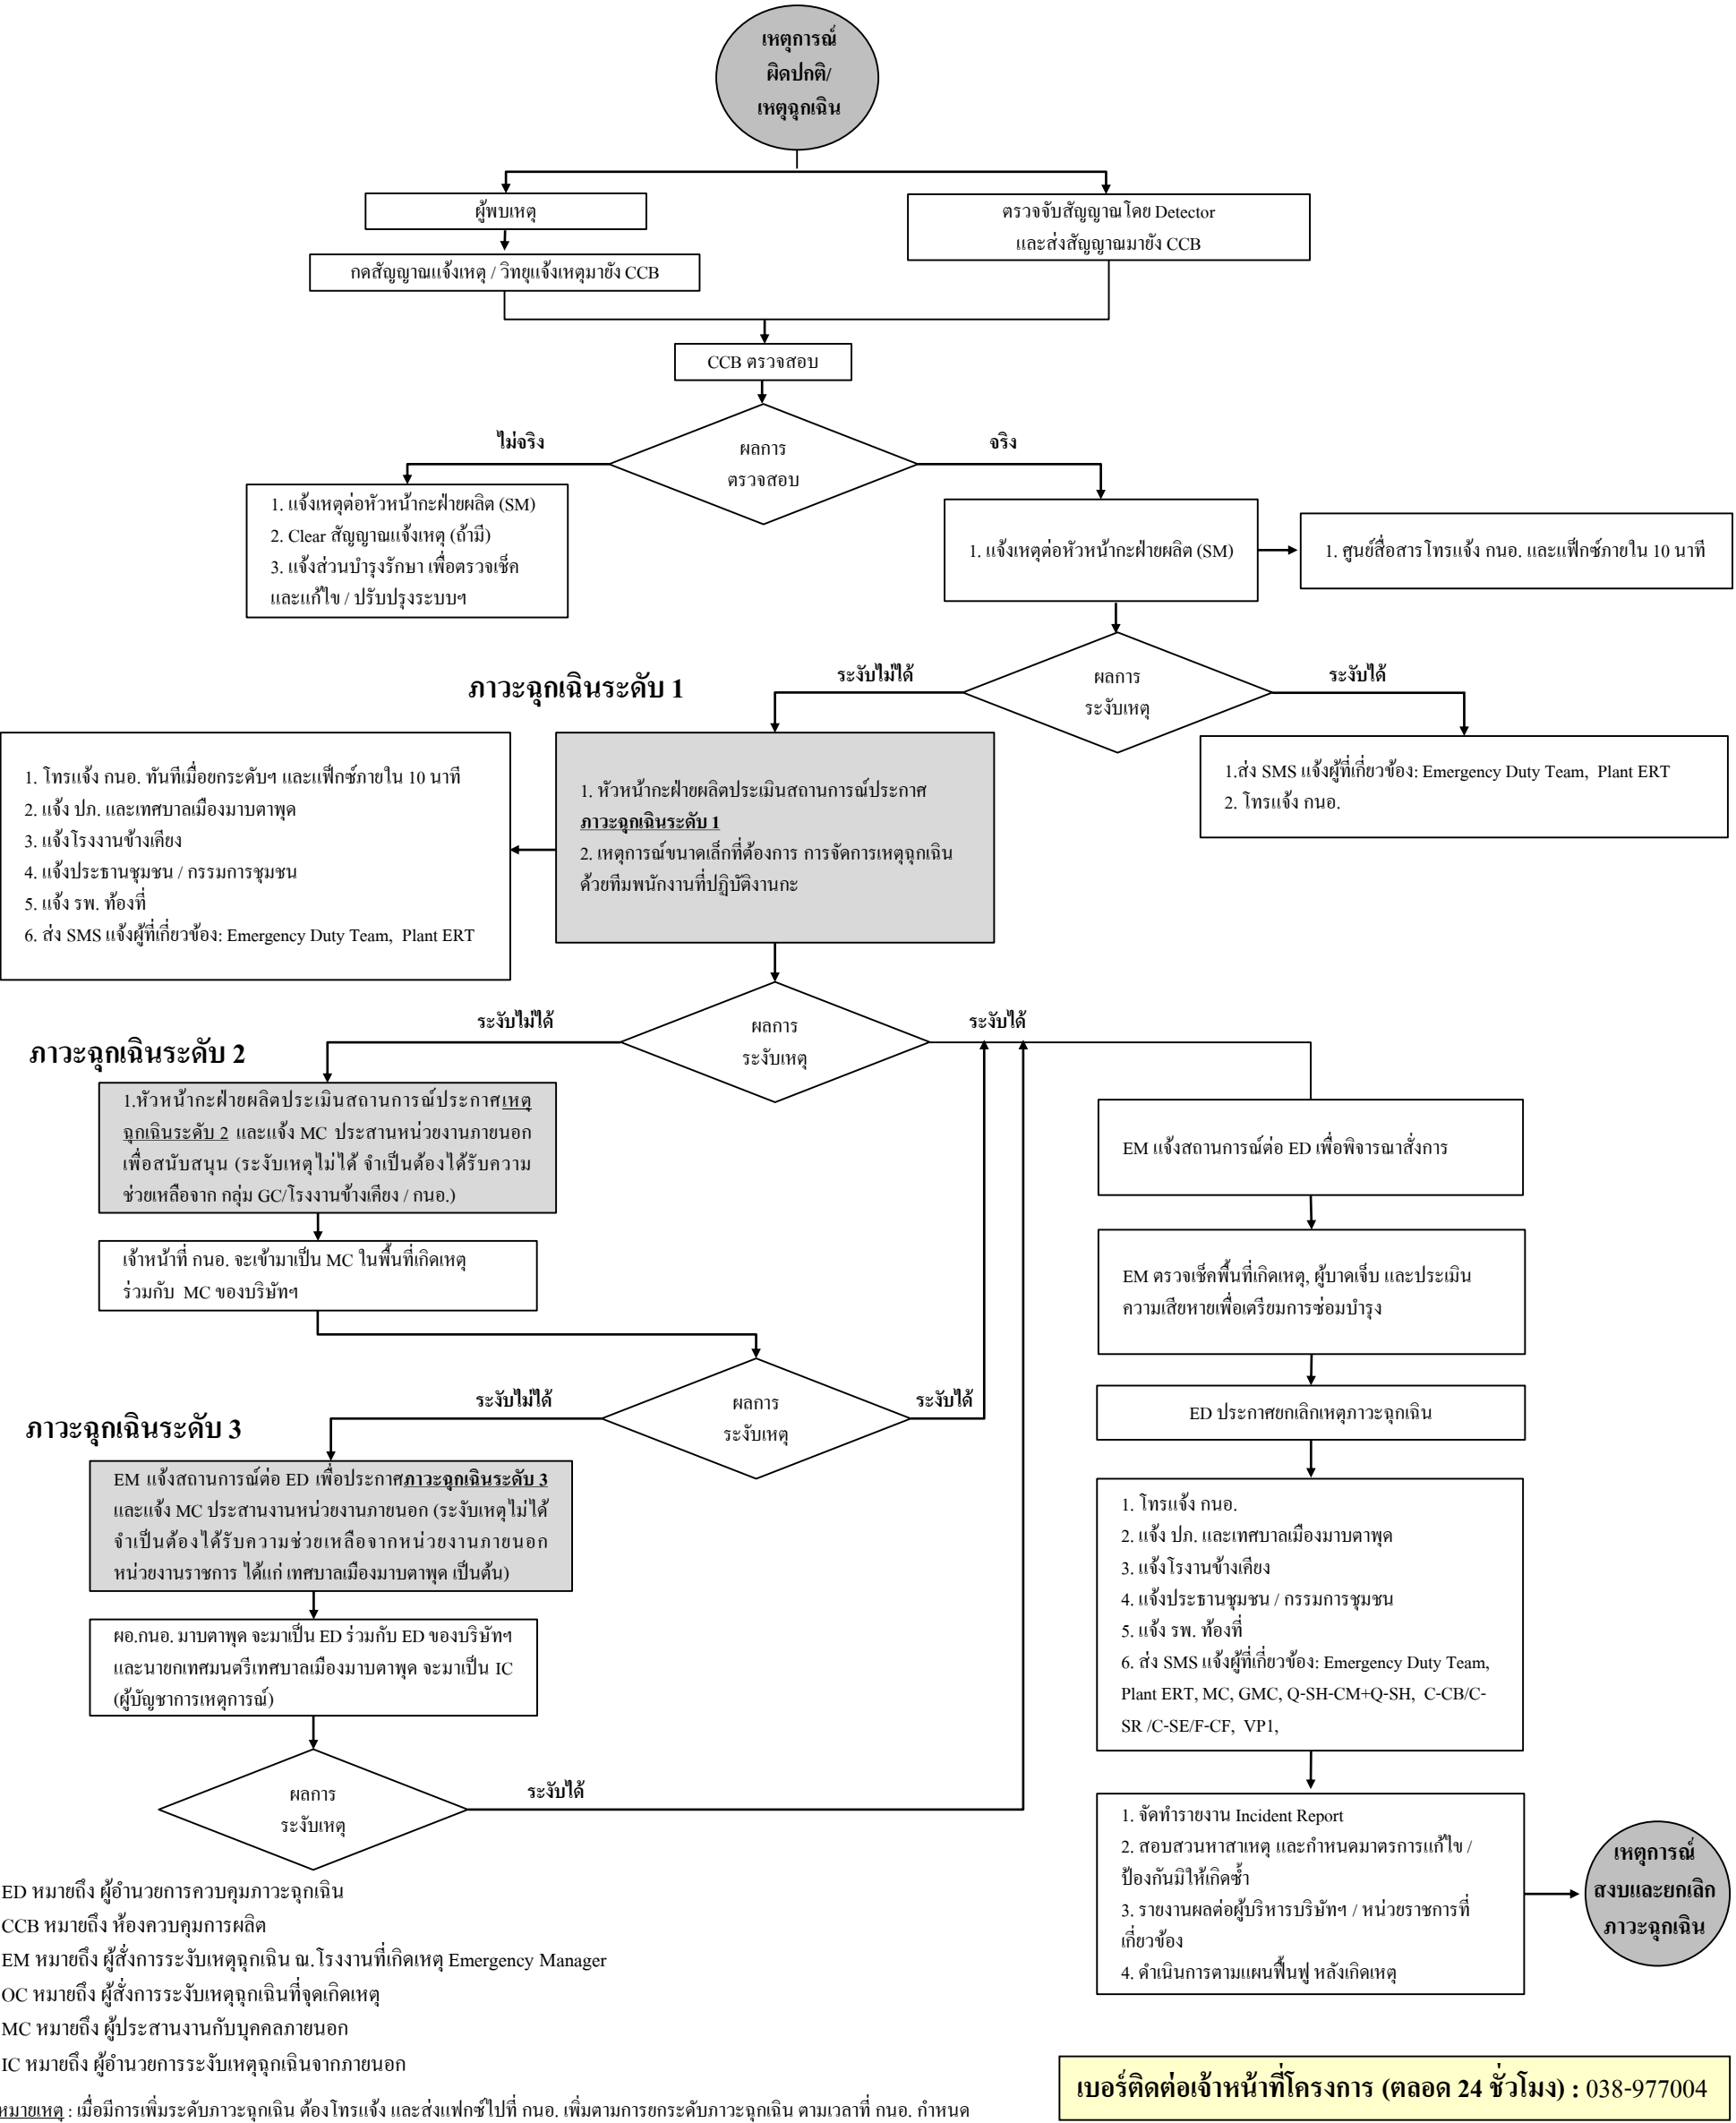 เหตุการณ์
ผิดปกติ/
เหตุฉุกเฉิน
ผู้พบเหตุ
ตรวจจับสัญญาณโดย Detector
และส่งสัญญาณมายัง CCB
กดสัญญาณแจ้งเหตุ / วิทยุแจ้งเหตุมายัง CCB
CCB ตรวจสอบ
ไม่จริง
ผลการ
ตรวจสอบ
จริง
1. แจ้งเหตุต่อหัวหน้ากะฝ่ายผลิต (SM)
2. Clear สัญญาณแจ้งเหตุ (ถ้ามี)
3. แจ้งส่วนบำรุงรักษา เพื่อตรวจเช็ค
และแก้ไข / ปรับปรุงระบบฯ
1. แจ้งเหตุต่อหัวหน้ากะฝ่ายผลิต (SM)
1. ศูนย์สื่อสารโทรแจ้ง กนอ. และแฟ็กซ์ภายใน 10 นาที
ภาวะฉุกเฉินระดับ 1
ระงับไม่ได้
ผลการ
ระงับเหตุ
ระงับได้
1. โทรแจ้ง กนอ. ทันทีเมื่อยกระดับฯ และแฟ็กซ์ภายใน 10 นาที
2. แจ้ง ปภ. และเทศบาลเมืองมาบตาพุด
3. แจ้งโรงงานข้างเคียง
4. แจ้งประธานชุมชน / กรรมการชุมชน
5. แจ้ง รพ. ท้องที่
6. ส่ง SMS แจ้งผู้ที่เกี่ยวข้อง: Emergency Duty Team, Plant ERT
1. หัวหน้ากะฝ่ายผลิตประเมินสถานการณ์ประกาศ
ภาวะฉุกเฉินระดับ 1
2. เหตุการณ์ขนาดเล็กที่ต้องการ การจัดการเหตุฉุกเฉิน
ด้วยทีมพนักงานที่ปฏิบัติงานกะ
1.ส่ง SMS แจ้งผู้ที่เกี่ยวข้อง: Emergency Duty Team, Plant ERT
2. โทรแจ้ง กนอ.
ภาวะฉุกเฉินระดับ 2
ระงับไม่ได้
ผลการ
ระงับเหตุ
ระงับได้
1.หัวหน้ากะฝ่ายผลิตประเมินสถานการณ์ประกาศเหตุ
ฉุกเฉินระดับ 2 และแจ้ง MC ประสานหน่วยงานภายนอก
เพื่อสนับสนุน (ระงับเหตุไม่ได้ จำเป็นต้องได้รับความ
ช่วยเหลือจาก กลุ่ม GC/โรงงานข้างเคียง / กนอ.)
เจ้าหน้าที่ กนอ. จะเข้ามาเป็น MC ในพื้นที่เกิดเหตุ
ร่วมกับ MC ของบริษัทฯ
EM แจ้งสถานการณ์ต่อ ED เพื่อพิจารณาสั่งการ
EM ตรวจเช็คพื้นที่เกิดเหตุ, ผู้บาดเจ็บ และประเมิน
ความเสียหายเพื่อเตรียมการซ่อมบำรุง
ED ประกาศยกเลิกเหตุภาวะฉุกเฉิน
ภาวะฉุกเฉินระดับ 3
ระงับไม่ได้
ผลการ
ระงับเหตุ
ระงับได้
EM แจ้งสถานการณ์ต่อ ED เพื่อประกาศภาวะฉุกเฉินระดับ 3
และแจ้ง MC ประสานงานหน่วยงานภายนอก (ระงับเหตุไม่ได้
จำเป็นต้องได้รับความช่วยเหลือจากหน่วยงานภายนอก
หน่วยงานราชการ ได้แก่ เทศบาลเมืองมาบตาพุด เป็นต้น)
ผอ.กนอ. มาบตาพุด จะมาเป็น ED ร่วมกับ ED ของบริษัทฯ
และนายกเทศมนตรีเทศบาลเมืองมาบตาพุด จะมาเป็น IC
(ผู้บัญชาการเหตุการณ์)
ผลการ
ระงับเหตุ
ระงับได้
1. โทรแจ้ง กนอ.
2. แจ้ง ปภ. และเทศบาลเมืองมาบตาพุด
3. แจ้งโรงานข้างเคียง
4. แจ้งประธานชุมชน / กรรมการชุมชน
5. แจ้ง รพ. ท้องที่
6. ส่ง SMS แจ้งผู้ที่เกี่ยวข้อง: Emergency Duty Team,
Plant ERT, MC, GMC, Q-SH-CM+Q-SH, C-CB/C-
SR /C-SE/F-CF, VP1,
1. จัดทำรายงาน Incident Report
2. สอบสวนหาสาเหตุ และกำหนดมาตรการแก้ไข /
ป้องกันมิให้เกิดซ้ำ
3. รายงานผลต่อผู้บริหารบริษัทฯ / หน่วยราชการที่
เกี่ยวข้อง
4. ดำเนินการตามแผนฟื้นฟู หลังเกิดเหตุ
เหตุการณ์
สงบและยกเลิก
ภาวะฉุกเฉิน
ED หมายถึง ผู้อำนวยการควบคุมภาวะฉุกเฉิน
CCB หมายถึง ห้องควบคุมการผลิต
EM หมายถึง ผู้สั่งการระงับเหตุฉุกเฉิน ณ. โรงงานที่เกิดเหตุ Emergency Manager
OC หมายถึง ผู้สั่งการระงับเหตุฉุกเฉินที่จุดเกิดเหตุ
MC หมายถึง ผู้ประสานงานกับบุคคลภายนอก
IC หมายถึง ผู้อำนวยการระงับเหตุฉุกเฉินจากภายนอก
เบอร์ติดต่อเจ้าหน้าที่โครงการ (ตลอด 24 ชั่วโมง) : 038-977004
หมายเหตุ : เมื่อมีการเพิ่มระดับภาวะฉุกเฉิน ต้องโทรแจ้ง และส่งแฟกซ์ไปที่ กนอ. เพิ่มตามการยกระดับภาวะฉุกเฉิน ตามเวลาที่ กนอ. กำหนด